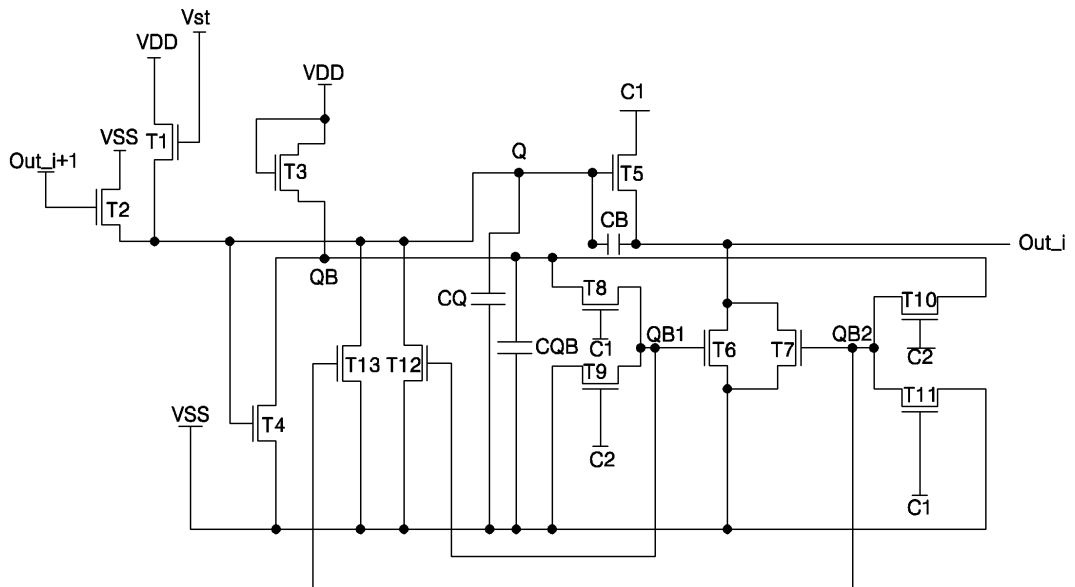 Vst
VDD
VDD
C1
T1
VSS
Out_i+1
Q
T3
T5
T2
CB
Out_i
QB
T8
CQ
T10
C1
QB1
QB2
CQB
T6
T7
C2
T13
T12
T9
T11
VSS
T4
C2
C1